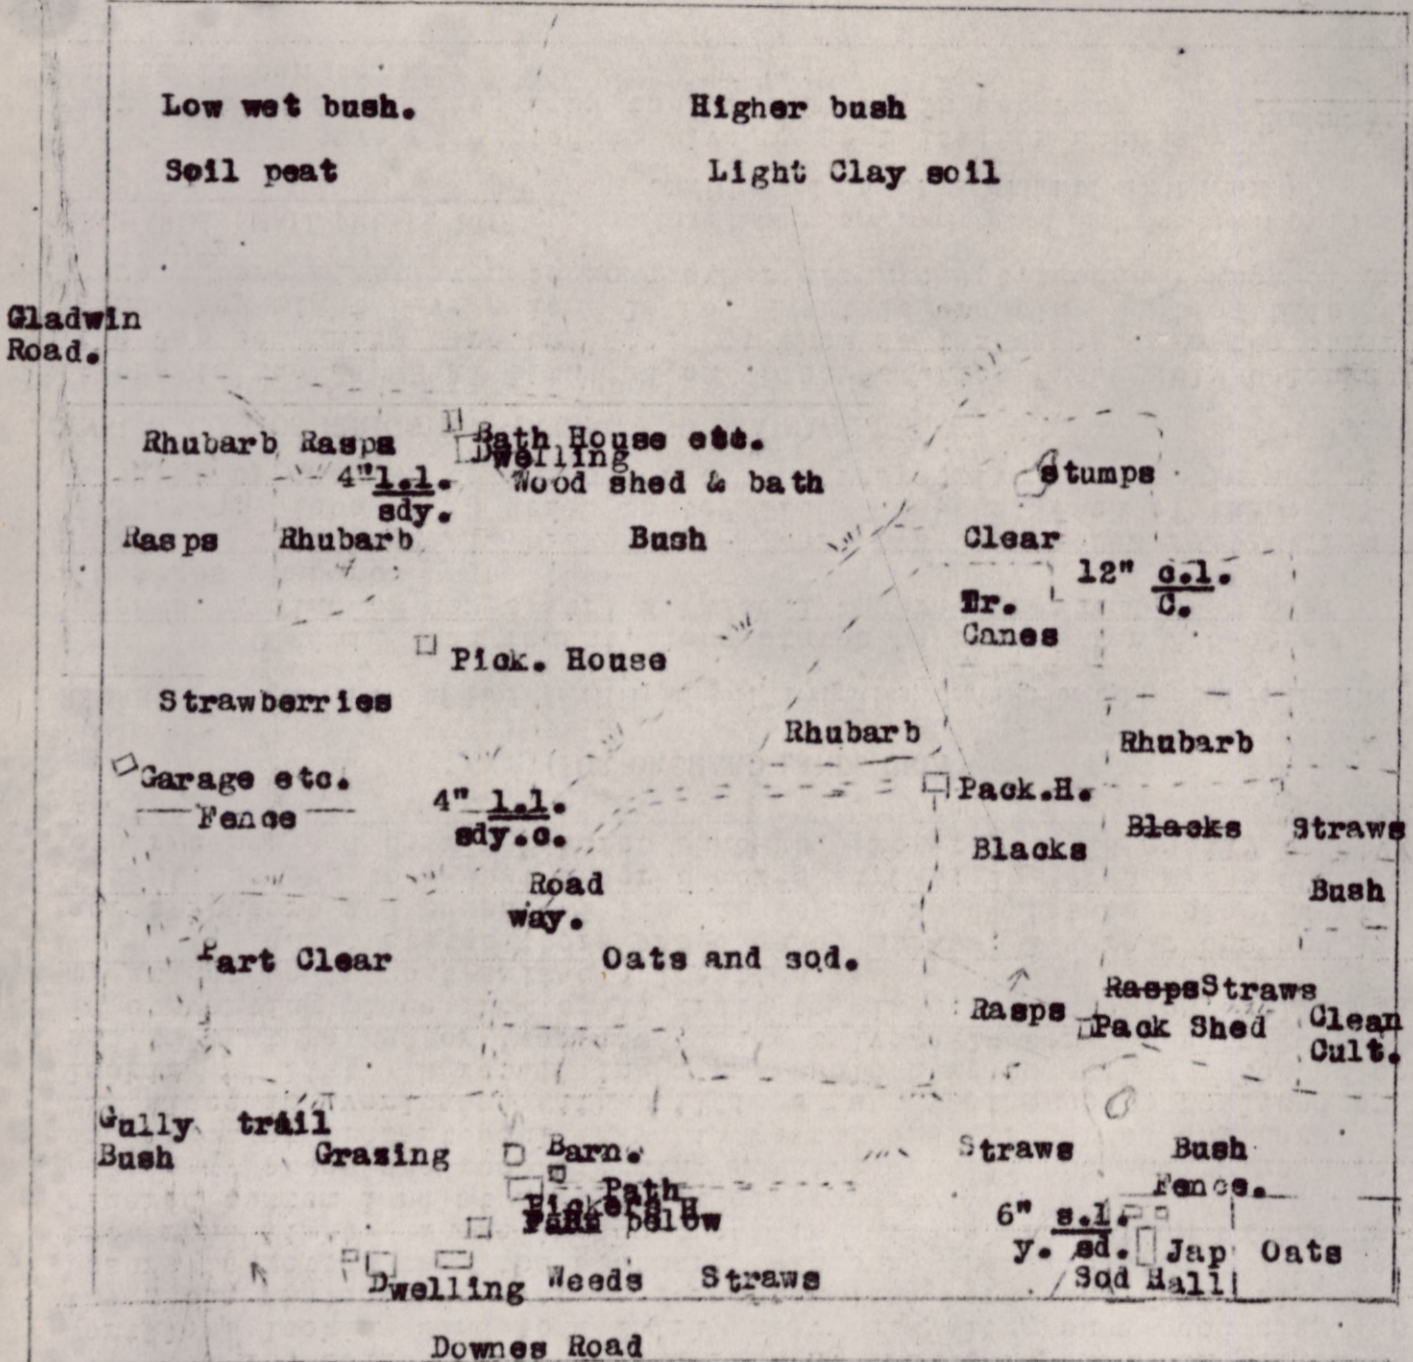 Low wet bush.
Higher bush
Soil peat
Light Clay soil
Gladwin
Road.
Rhubarb Rasps
Bath House etc.
Dwelling
4" l.l.
sdy.
Wood shed & bath
stumps
Rasps
Rhubarb
Bush
Clear
12" c.l.
C.
Canes
Pick. House
Strawberries
Rhubarb
Rhubarb
Garage etc.
Fence
4" l.l.
sdy.c.
Pack.H.
Blacks
Blacks
Straws
Bush
Road
way.
Part Clear
Oats and sod.
Rasps
Rasps Straws
Pack Shed
Clean
Cult.
Gully trail
Bush
Grazing
Barn.
Path
Pickers H
below
Straws
Bush
Fence.
6" s.l.
y. sd.
Jap Oats
Sod Hall
Dwelling
Weeds
Straws
Downes Road